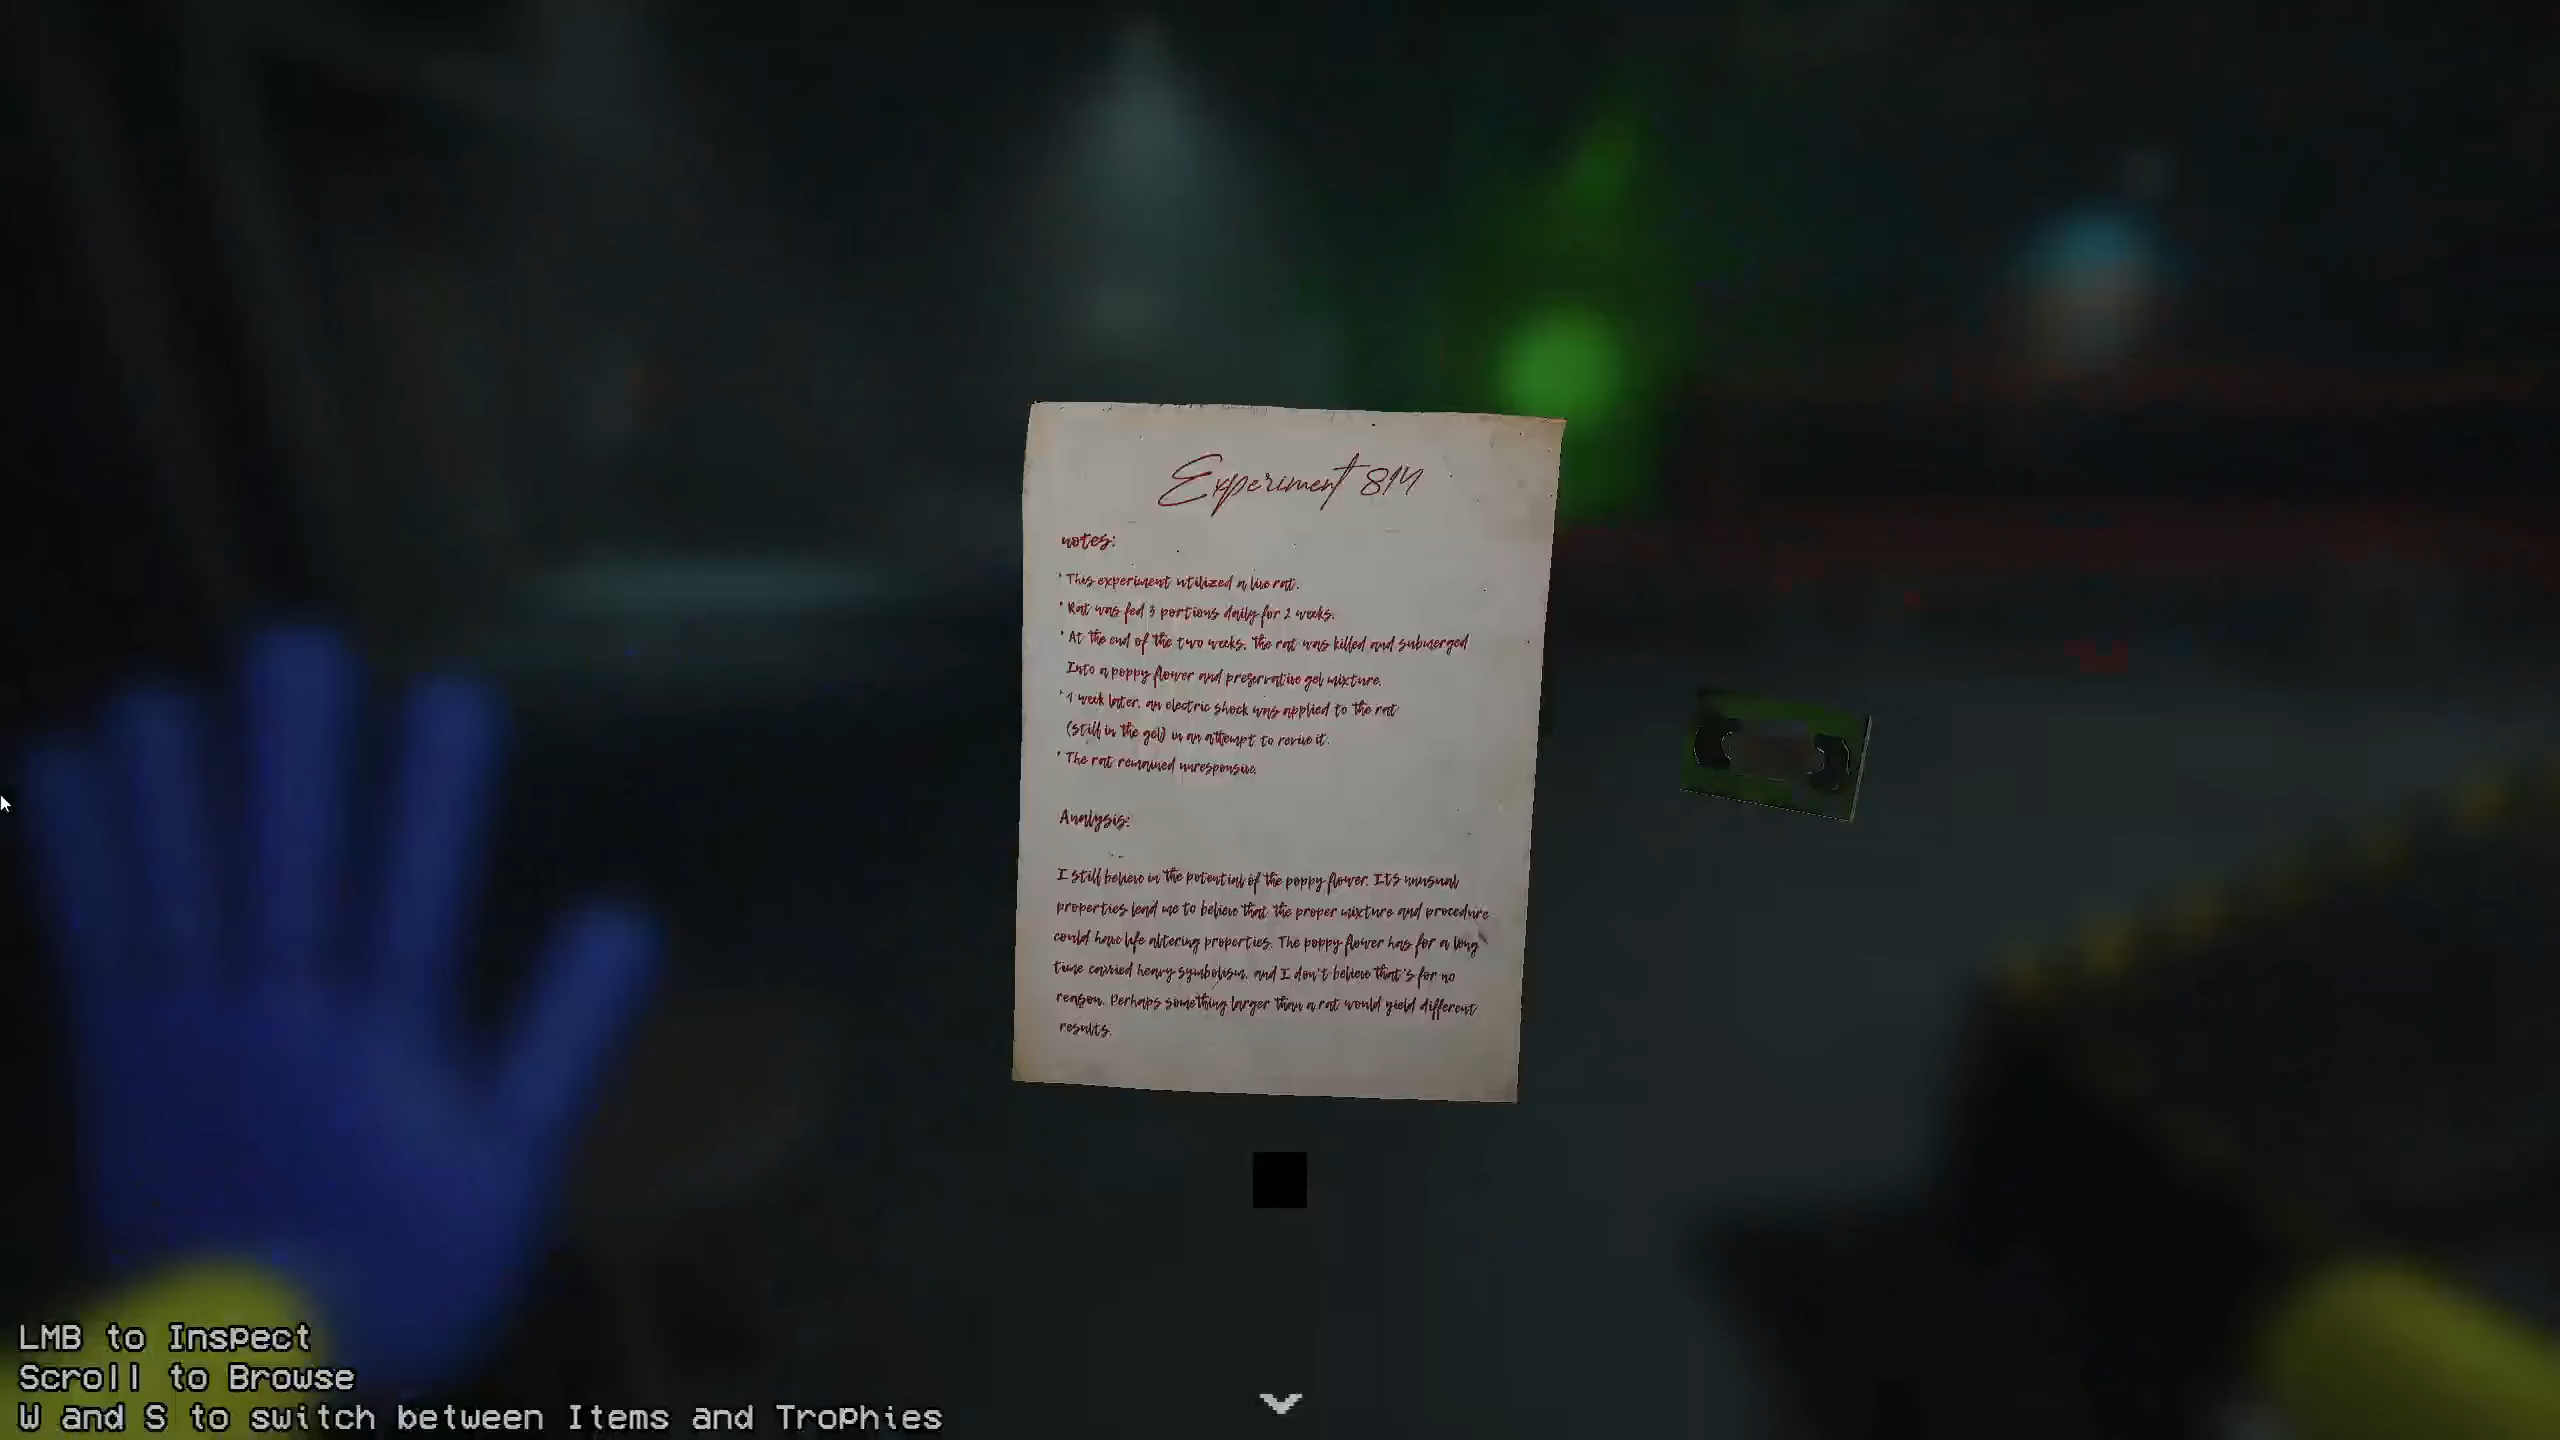 Experiment 814
notes:
* This experiment utilized a live rat.
* Rat was fed 3 portions daily for 2 weeks.
* At the end of the two weeks, the rat was killed and submerged
Into a poppy flower and preservative gel mixture.
* 1 week later, an electric shock was applied to the rat
(still in the gel) in an attempt to revive it.
* The rat remained unresponsive.
Analysis:
I still believe in the potential of the poppy flower. Its unusual
properties lead me to believe that the proper mixture and procedure
could have life altering properties. The poppy flower has for a long
time carried heavy symbolism, and I don't believe that's for no
reason. Perhaps something larger than a rat would yield different
results.
LMB to Inspect
Scroll to Browse
W and S to switch between Items and Trophies